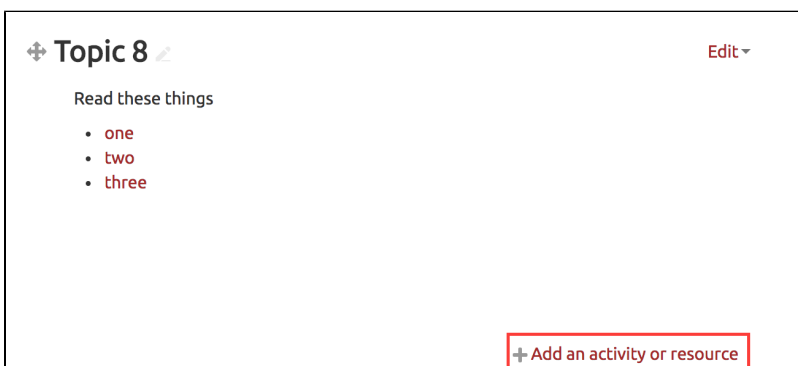 Topic 8
Edit
Read these things
one
two
three
Add an activity or resource